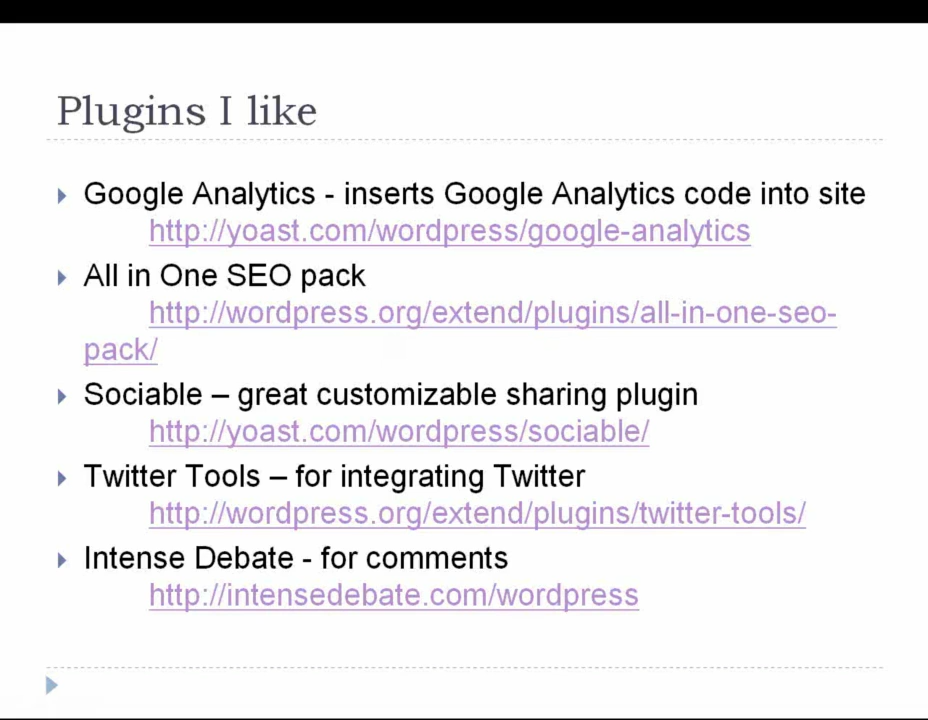 Plugins I like
Google Analytics - inserts Google Analytics code into site
http://yoast.com/wordpress/google-analytics
All in One SEO pack
http://wordpress.org/extend/plugins/all-in-one-seo-
pack/
Sociable – great customizable sharing plugin
http://yoast.com/wordpress/sociable/
Twitter Tools – for integrating Twitter
http://wordpress.org/extend/plugins/twitter-tools/
Intense Debate - for comments
http://intensedebate.com/wordpress